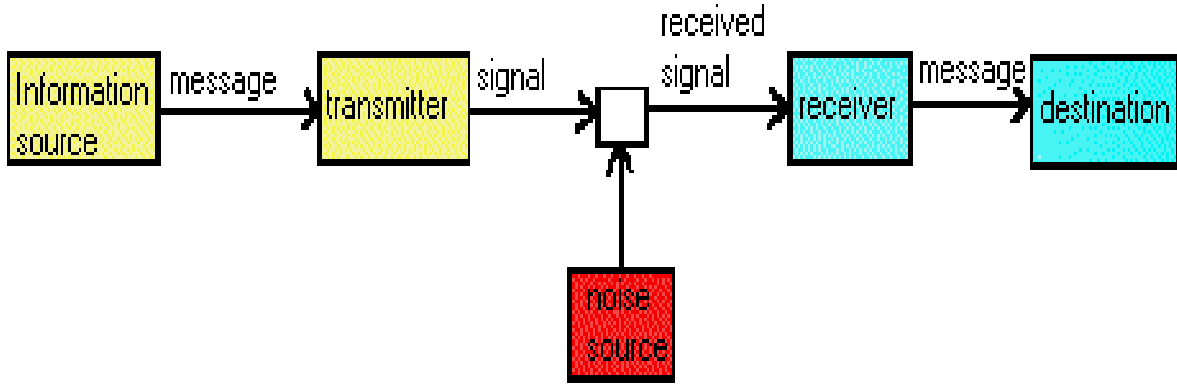 Information
source
message
transmitter
signal
received
signal
receiver
message
destination
noise
source